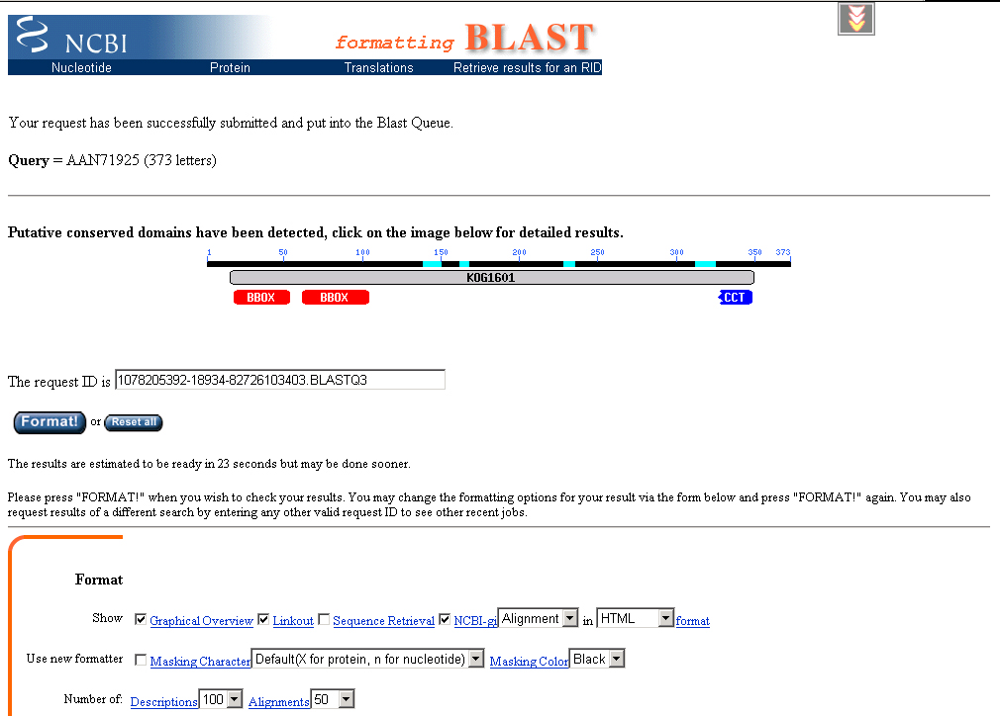 NCBI formatting BLAST
Nucleotide Protein Translations Retrieve results for an RID
Your request has been successfully submitted and put into the Blast Queue.
Query = AAN71925 (373 letters)
Putative conserved domains have been detected, click on the image below for detailed results.
1 50 100 150 200 250 300 350 373
KOG1601
BBOX BBOX CCT
The request ID is 1078205392-18934-82726103403.BLASTQ3
Format! or Reset all
The results are estimated to be ready in 23 seconds but may be done sooner.
Please press "FORMAT!" when you wish to check your results. You may change the formatting options for your result via the form below and press "FORMAT!" again. You may also
request results of a different search by entering any other valid request ID to see other recent jobs.
Format
Show Graphical Overview Linkout Sequence Retrieval NCBI-gi Alignment in HTML format
Use new formatter Masking Character Default(X for protein, n for nucleotide) Masking Color Black
Number of: Descriptions 100 Alignments 50